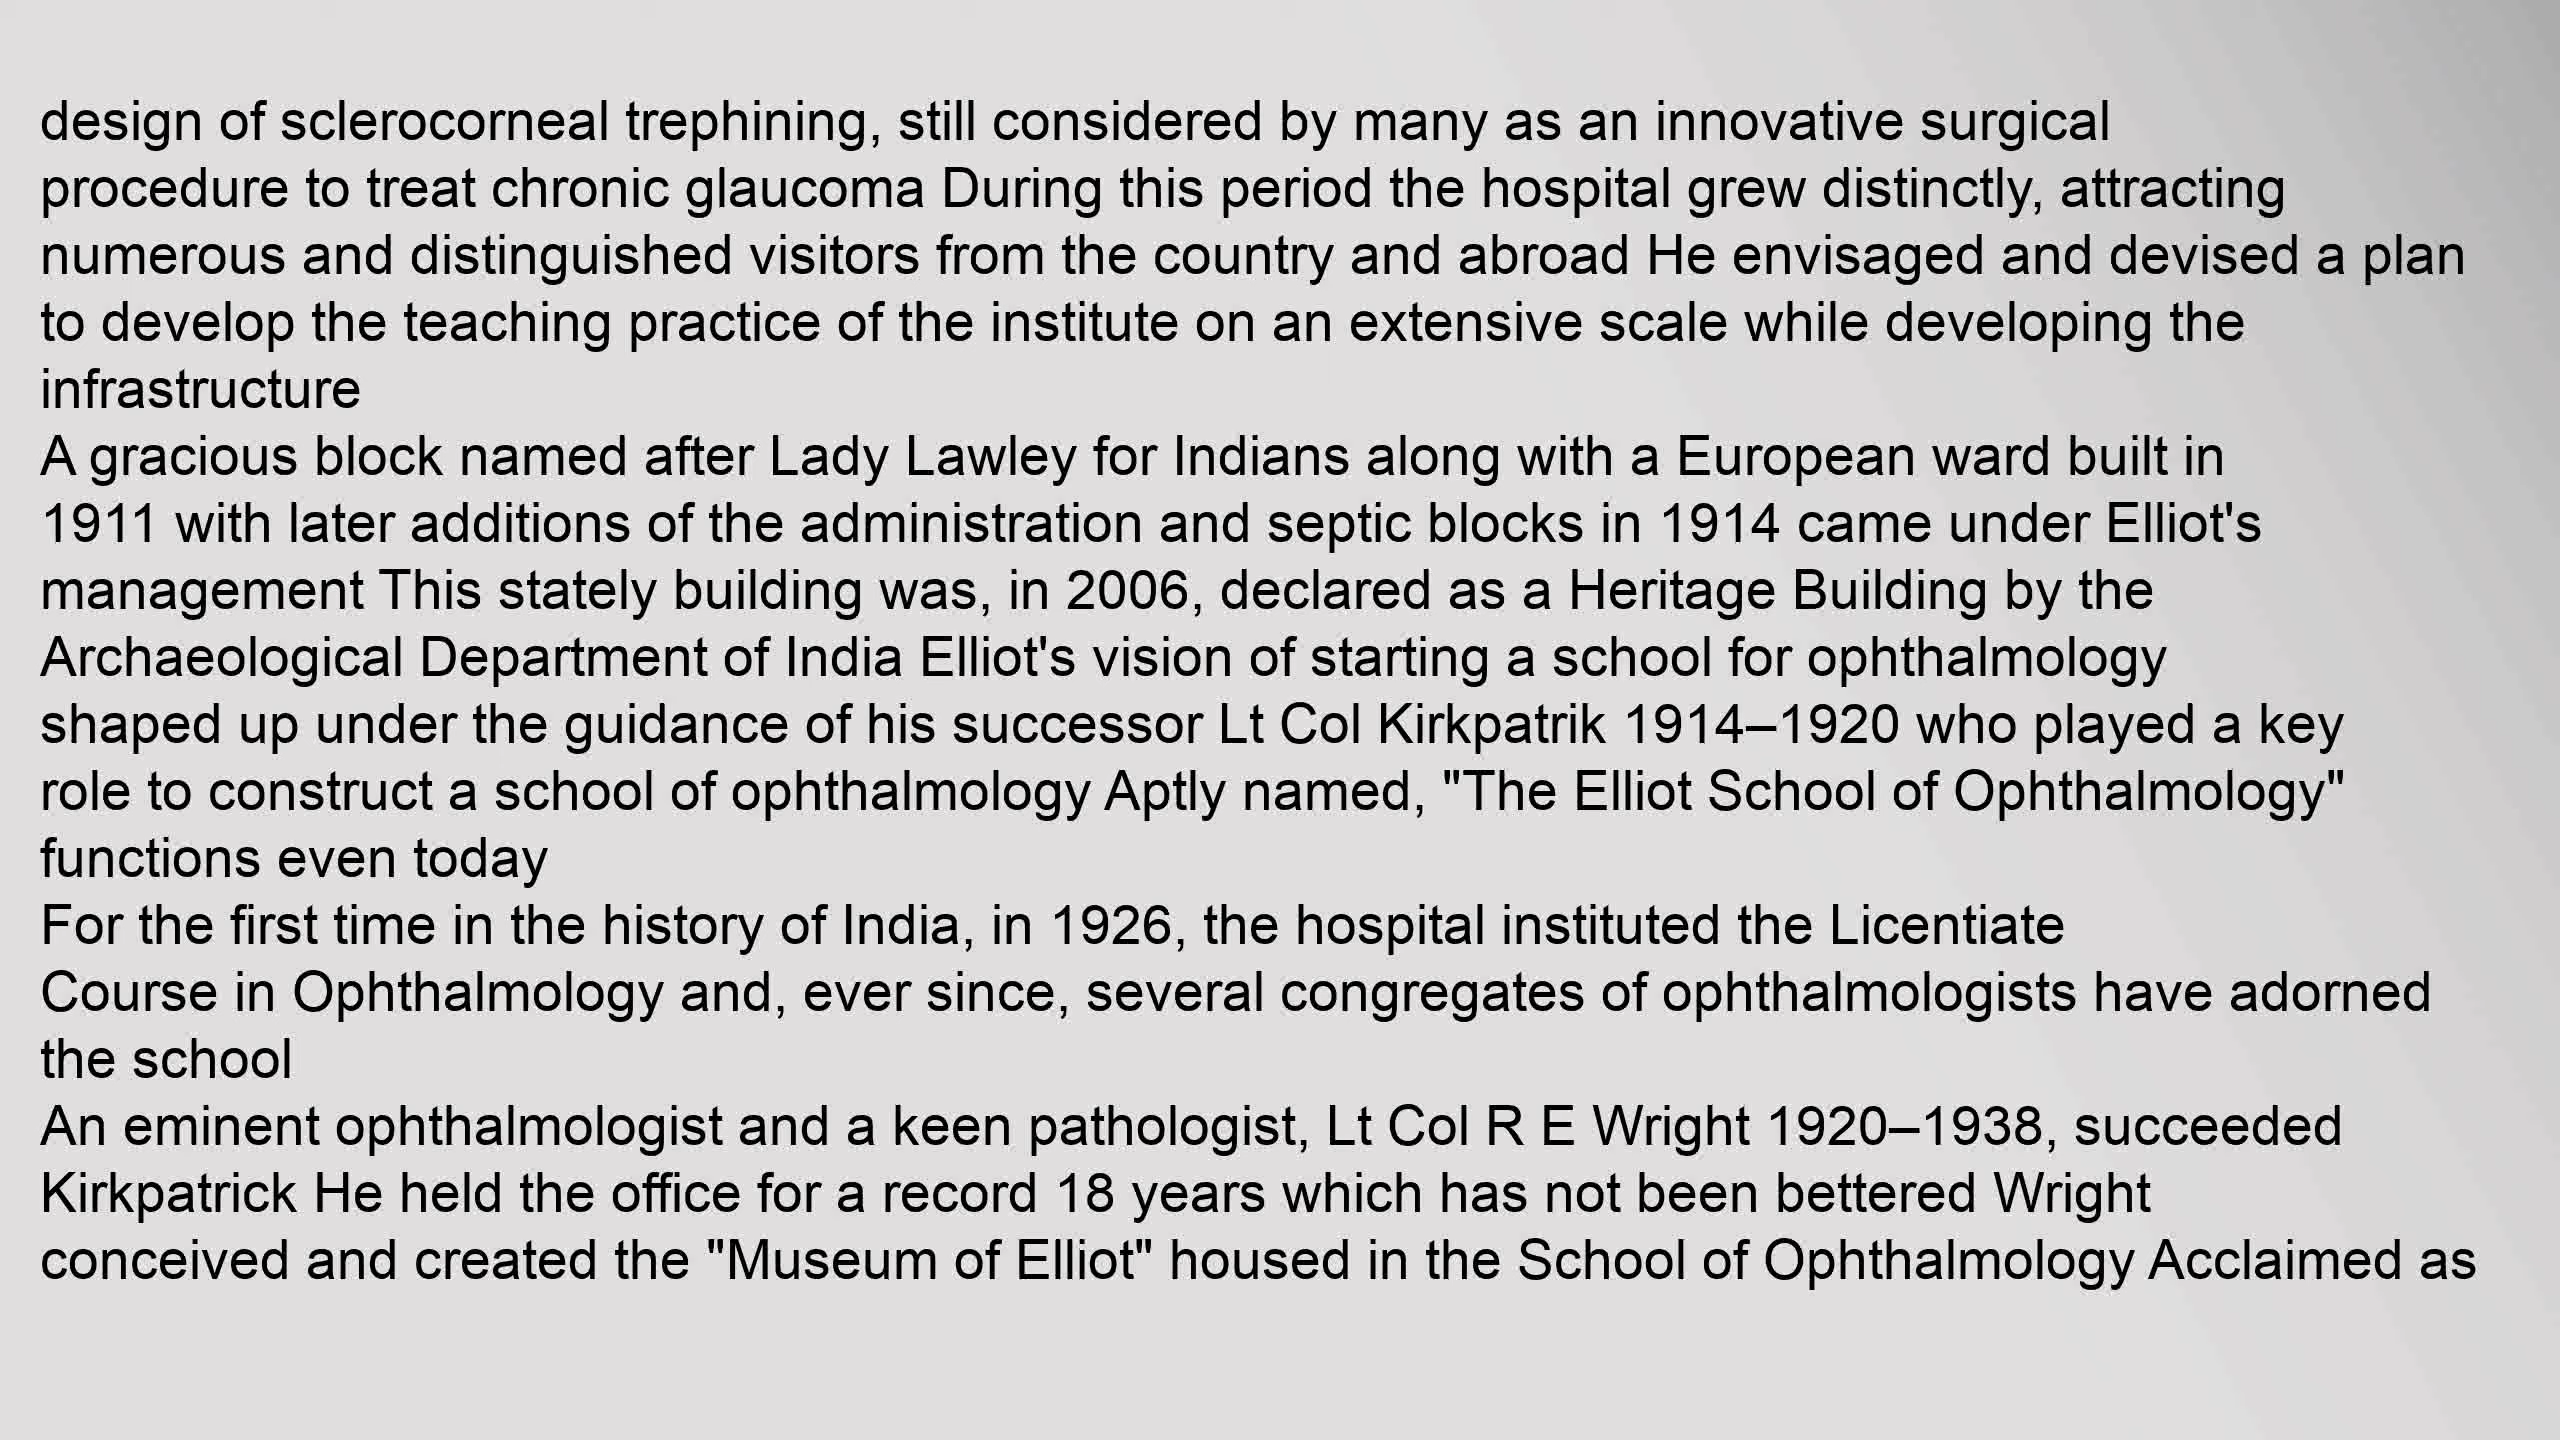 design of sclerocorneal trephining, still considered by many as an innovative surgical
procedure to treat chronic glaucoma During this period the hospital grew distinctly, attracting
numerous and distinguished visitors from the country and abroad He envisaged and devised a plan
to develop the teaching practice of the institute on an extensive scale while developing the
infrastructure
A gracious block named after Lady Lawley for Indians along with a European ward built in
1911 with later additions of the administration and septic blocks in 1914 came under Elliot's
management This stately building was, in 2006, declared as a Heritage Building by the
Archaeological Department of India Elliot's vision of starting a school for ophthalmology
shaped up under the guidance of his successor Lt Col Kirkpatrik 1914–1920 who played a key
role to construct a school of ophthalmology Aptly named, "The Elliot School of Ophthalmology"
functions even today
For the first time in the history of India, in 1926, the hospital instituted the Licentiate
Course in Ophthalmology and, ever since, several congregates of ophthalmologists have adorned
the school
An eminent ophthalmologist and a keen pathologist, Lt Col R E Wright 1920–1938, succeeded
Kirkpatrick He held the office for a record 18 years which has not been bettered Wright
conceived and created the "Museum of Elliot" housed in the School of Ophthalmology Acclaimed as